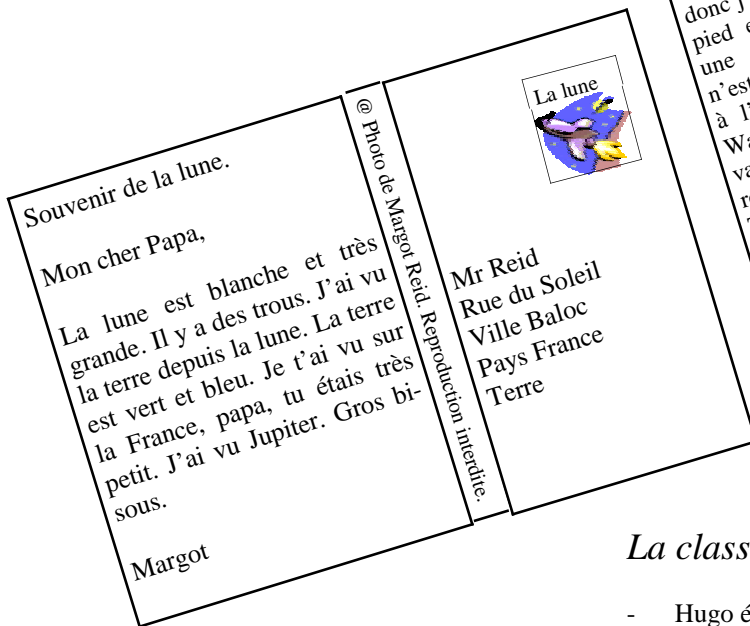 Souvenir de la lune.
Mon cher Papa,
La lune est blanche et très
grande. Il y a des trous. J’ai vu
la terre depuis la lune. La terre
est vert et bleu. Je t’ai vu sur
la France, papa, tu étais très
petit. J’ai vu Jupiter. Gros bi-
sous.
Margot
@ Photo de Margot Reid. Reproduction interdite.
La lune
Mr Reid
Rue du Soleil
Ville Baloc
Pays France
Terre
donc
pied
une
n’est
à
La
- Hugo